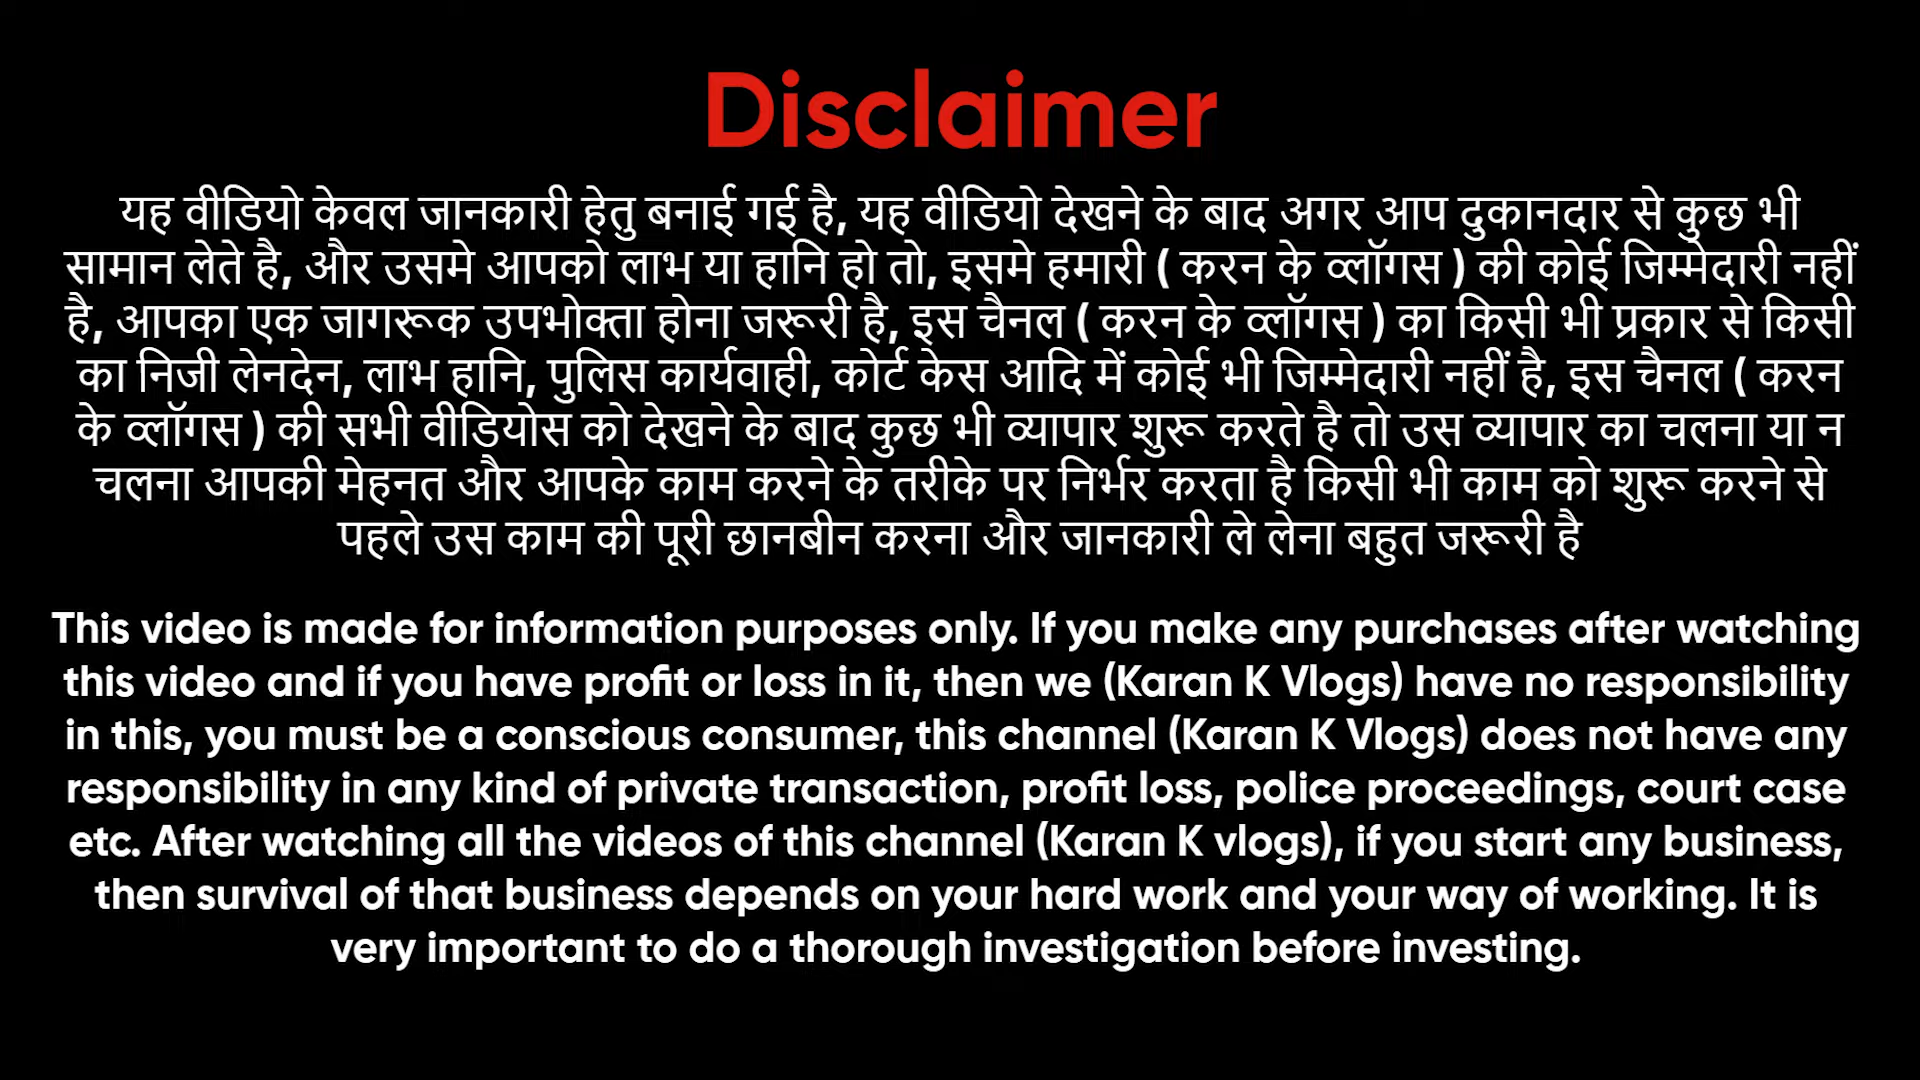 Disclaimer
यह वीडियो केवल जानकारी हेतु बनाई गई है, यह वीडियो देखने के बाद अगर आप दुकानदार से कुछ भी
सामान लेते है, और उसमे आपको लाभ या हानि हो तो, इसमे हमारी ( करन के व्लॉगस ) की कोई जिम्मेदारी नहीं
है, आपका एक जागरूक उपभोक्ता होना जरूरी है, इस चैनल ( करन के व्लॉगस ) का किसी भी प्रकार से किसी
का निजी लेनदेन, लाभ हानि, पुलिस कार्यवाही, कोर्ट केस आदि में कोई भी जिम्मेदारी नहीं है, इस चैनल ( करन
के व्लॉगस ) की सभी वीडियोस को देखने के बाद कुछ भी व्यापार शुरू करते है तो उस व्यापार का चलना या न
चलना आपकी मेहनत और आपके काम करने के तरीके पर निर्भर करता है किसी भी काम को शुरू करने से
पहले उस काम की पूरी छानबीन करना और जानकारी ले लेना बहुत जरूरी है
This video is made for information purposes only. If you make any purchases after watching
this video and if you have profit or loss in it, then we (Karan K Vlogs) have no responsibility
in this, you must be a conscious consumer, this channel (Karan K Vlogs) does not have any
responsibility in any kind of private transaction, profit loss, police proceedings, court case
etc. After watching all the videos of this channel (Karan K vlogs), if you start any business,
then survival of that business depends on your hard work and your way of working. It is
very important to do a thorough investigation before investing.